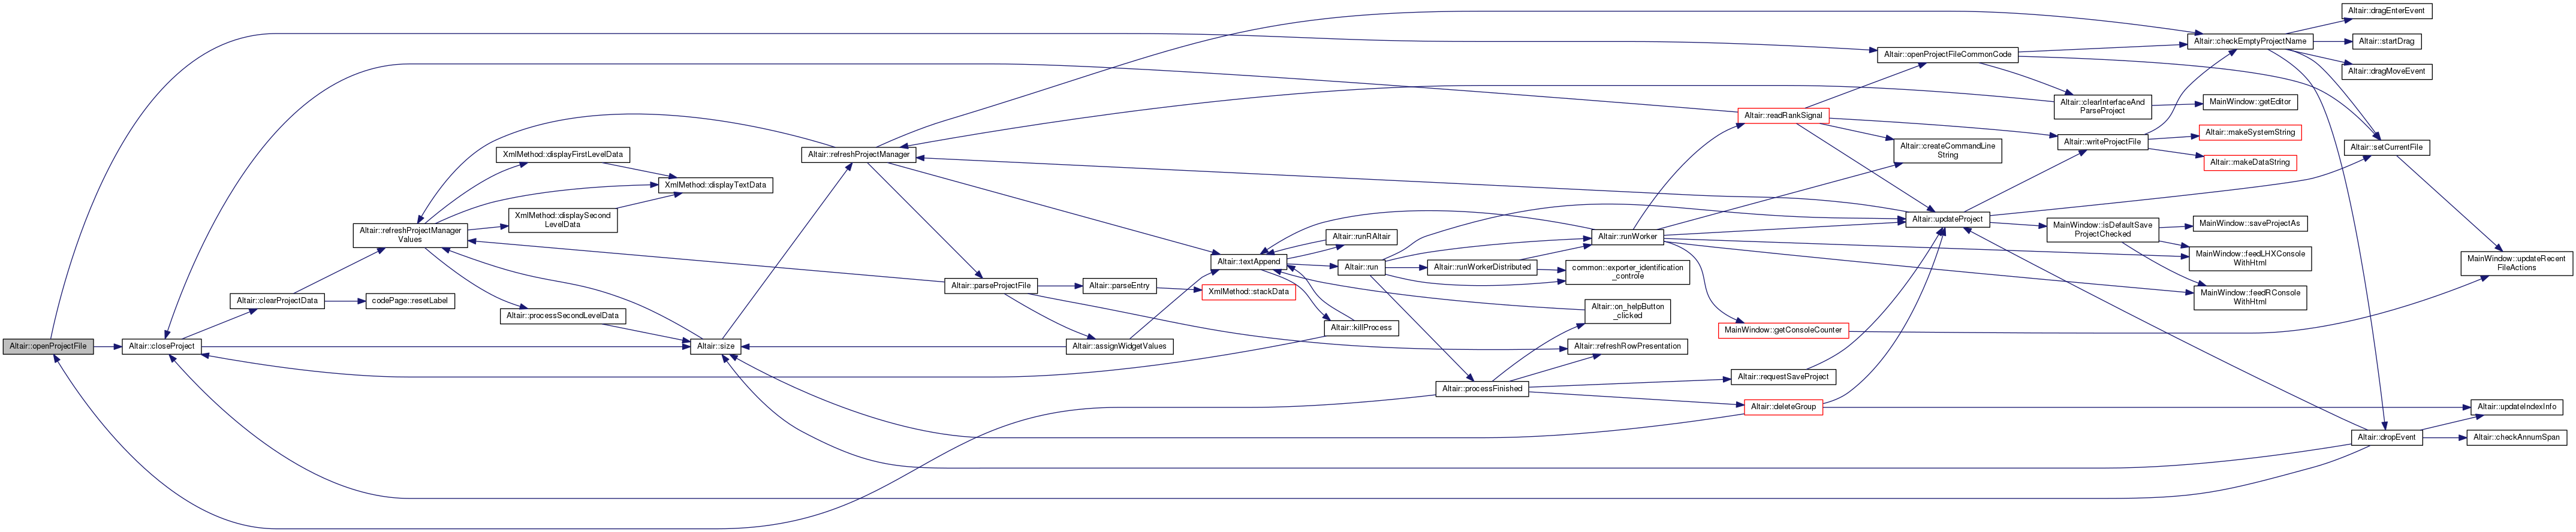 Altair::openProjectFile
Altair::closeProject
Altair::clearProjectData
Altair::refreshProjectManager
Values
codePage::resetLabel
XmlMethod::displayFirstLevelData
XmlMethod::displaySecond
LevelData
Altair::processSecondLevelData
XmlMethod::displayTextData
Altair::size
Altair::refreshProjectManager
Altair::parseProjectFile
Altair::parseEntry
Altair::assignWidgetValues
XmlMethod::stackData
Altair::textAppend
Altair::runRAltair
Altair::run
Altair::killProcess
Altair::processFinished
Altair::runWorkerDistributed
Altair::runWorker
common::exporter_identification
_controle
Altair::on_helpButton
_clicked
Altair::refreshRowPresentation
Altair::readRankSignal
MainWindow::getConsoleCounter
Altair::requestSaveProject
Altair::deleteGroup
Altair::openProjectFileCommonCode
Altair::createCommandLine
String
Altair::updateProject
Altair::clearInterfaceAnd
ParseProject
Altair::writeProjectFile
MainWindow::isDefaultSave
ProjectChecked
Altair::checkEmptyProjectName
MainWindow::getEditor
Altair::makeSystemString
Altair::makeDataString
MainWindow::saveProjectAs
MainWindow::feedLHXConsole
WithHtml
MainWindow::feedRConsole
WithHtml
Altair::dragEnterEvent
Altair::startDrag
Altair::dragMoveEvent
Altair::setCurrentFile
Altair::dropEvent
MainWindow::updateRecent
FileActions
Altair::updateIndexInfo
Altair::checkAnnumSpan